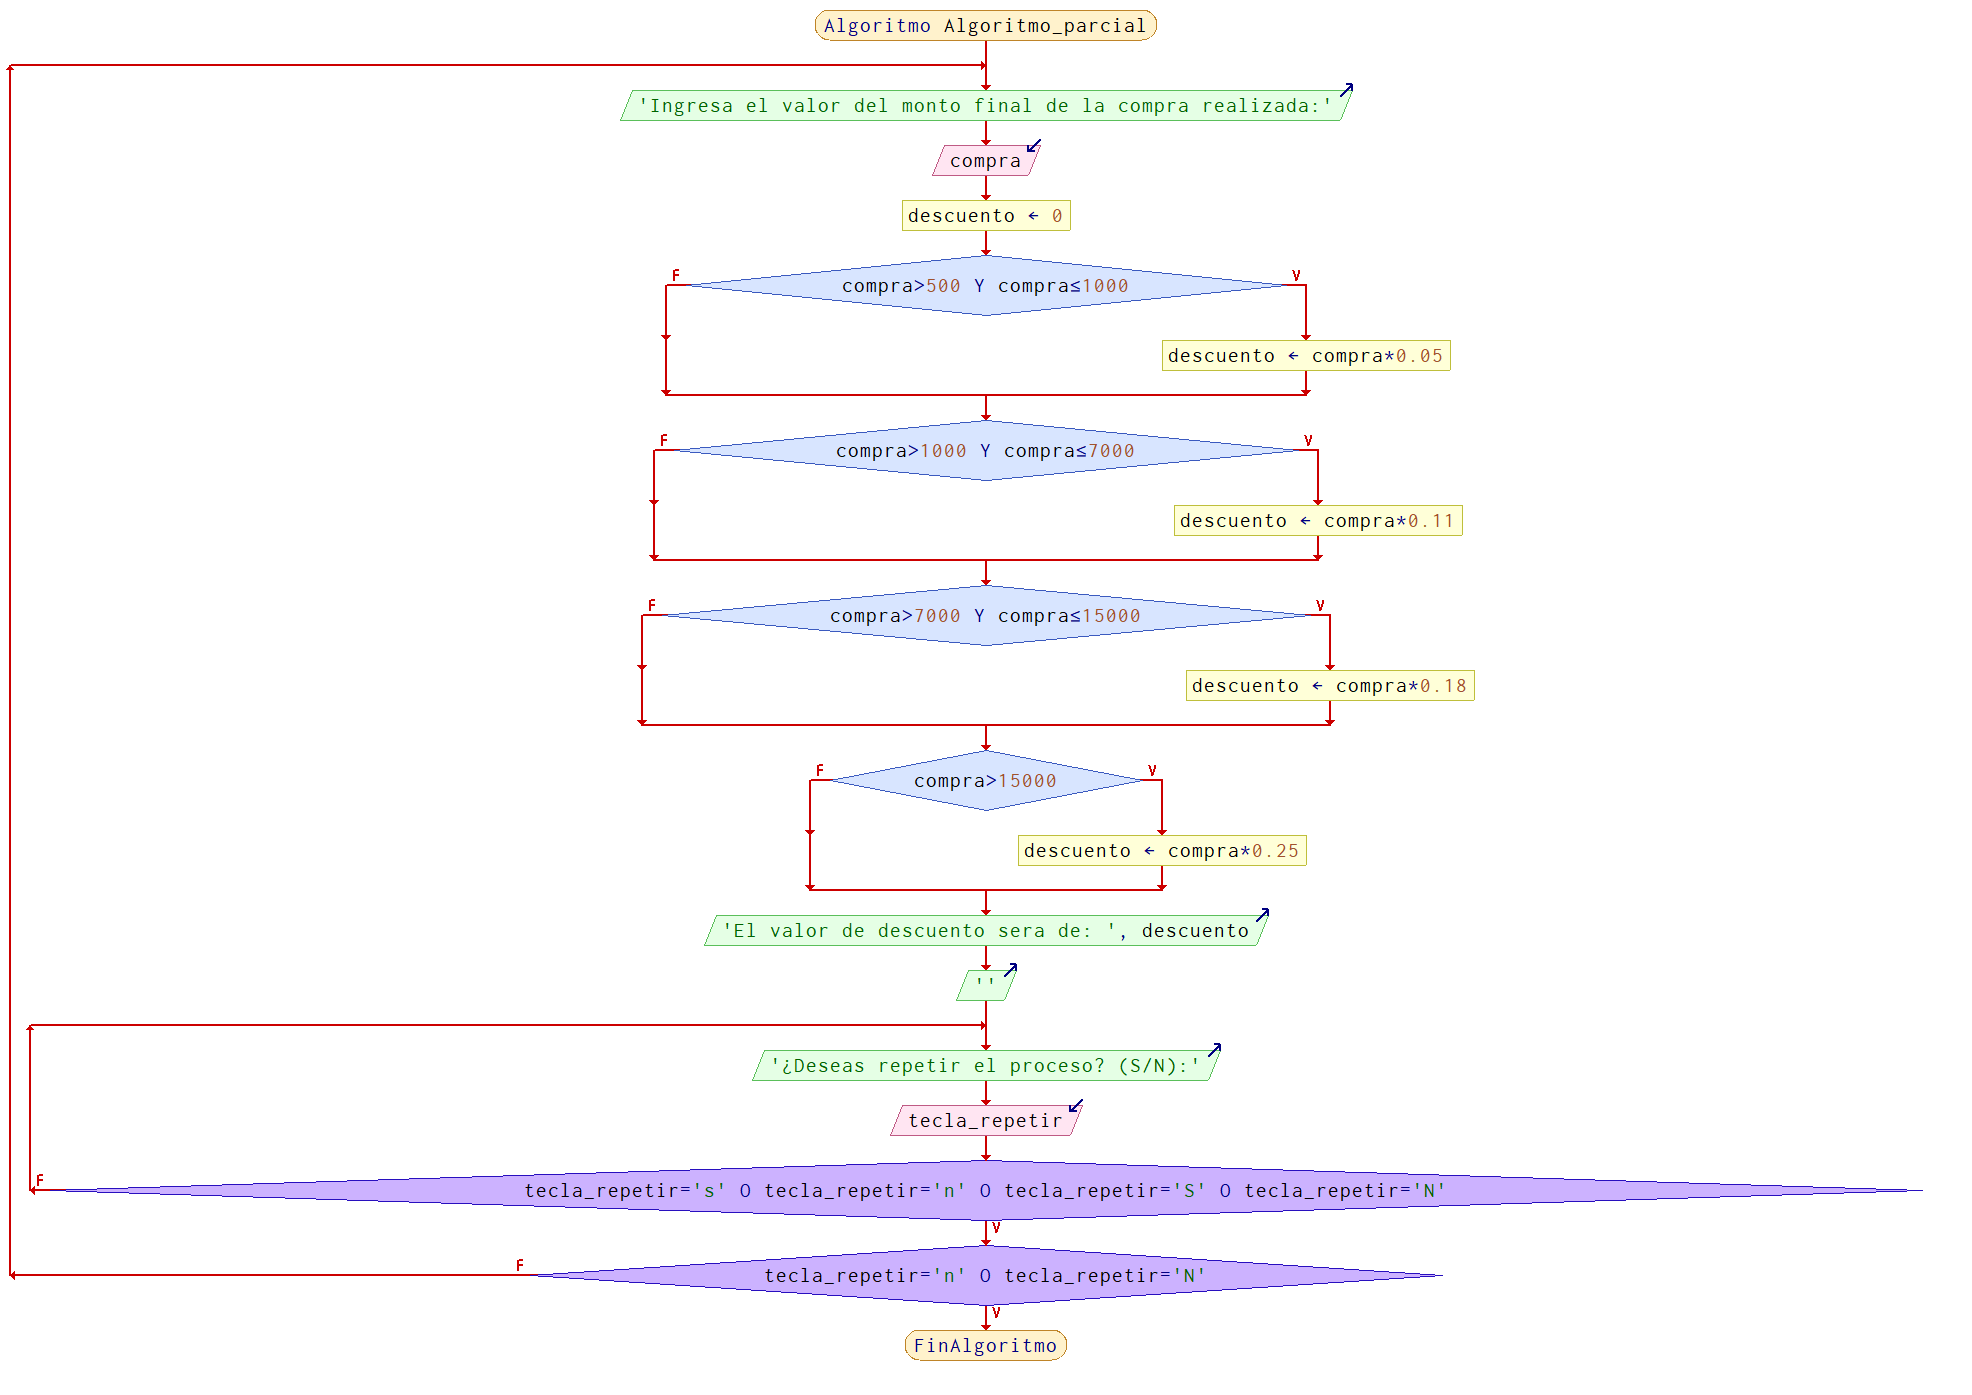 Algoritmo Algoritmo_parcial
'Ingresa el valor del monto final de la compra realizada:'
compra
descuento ← 0
F
V
compra>500 Y compra≤1000
descuento ← compra*0.05
F
V
compra>1000 Y compra≤7000
descuento ← compra*0.11
F
V
compra>7000 Y compra≤15000
descuento ← compra*0.18
F
V
compra>15000
descuento ← compra*0.25
'El valor de descuento sera de: ', descuento
''
'¿Deseas repetir el proceso? (S/N):'
tecla_repetir
F
tecla_repetir='s' O tecla_repetir='n' O tecla_repetir='S' O tecla_repetir='N'
V
F
tecla_repetir='n' O tecla_repetir='N'
V
FinAlgoritmo